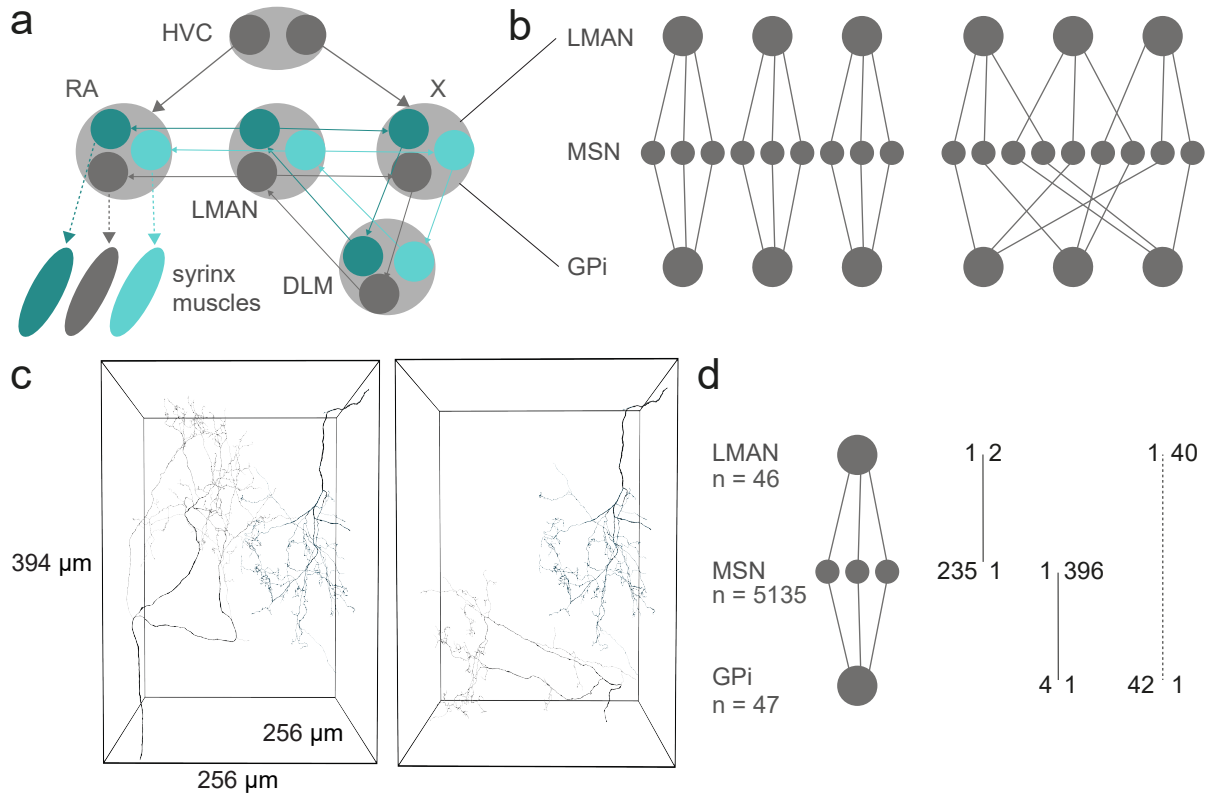 a
HVC
RA
X
LMAN
DLM
syrinx
muscles
b
LMAN
MSN
GPi
c
394 µm
256 µm
256 µm
d
LMAN
n = 46
1 2
1 40
MSN
n = 5135
235 1
1 396
GPi
n = 47
4 1
42 1